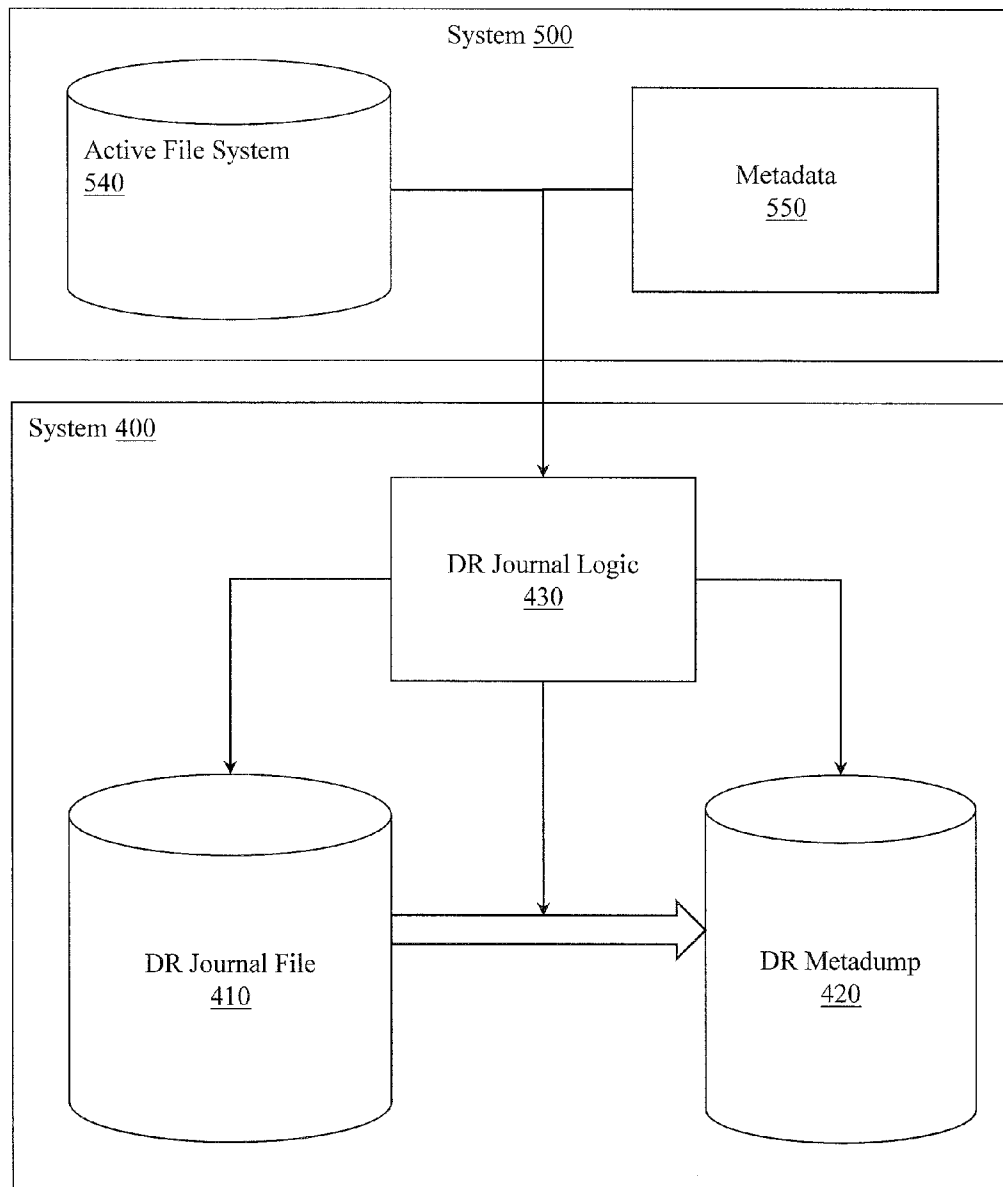 System 500
Active File System
540
Metadata
550
System 400
DR Journal Logic
430
DR Journal File
410
DR Metadump
420